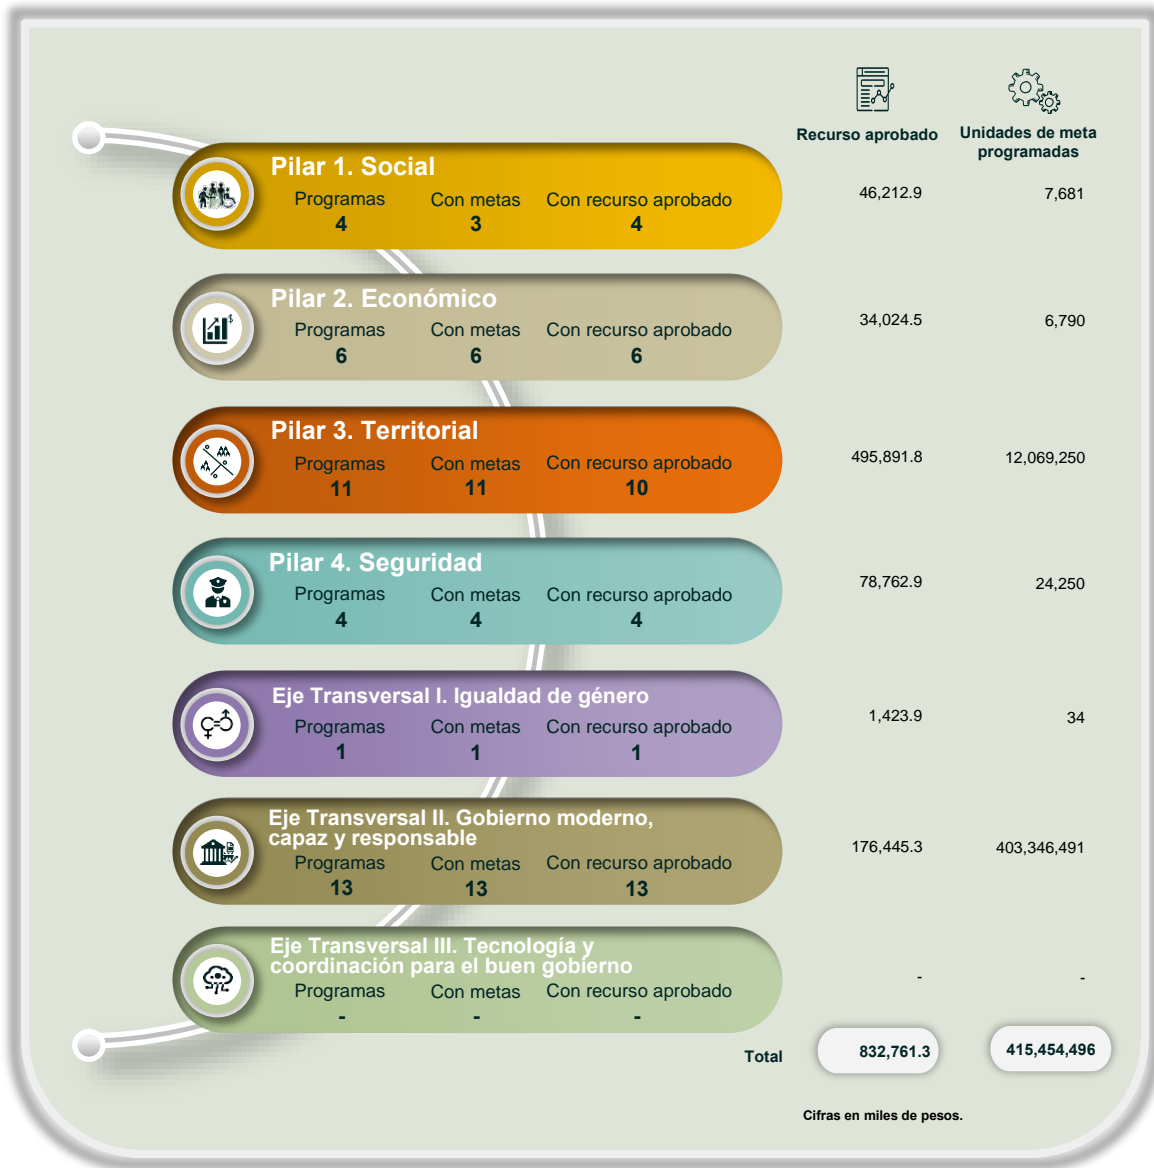 Recurso aprobado
Unidades de meta
programadas
Pilar 1. Social
Programas Con metas Con recurso aprobado
4 3 4
46,212.9 7,681
Pilar 2. Económico
Programas Con metas Con recurso aprobado
6 6 6
34,024.5 6,790
Pilar 3. Territorial
Programas Con metas Con recurso aprobado
11 11 10
495,891.8 12,069,250
Pilar 4. Seguridad
Programas Con metas Con recurso aprobado
4 4 4
78,762.9 24,250
Eje Transversal I. Igualdad de género
Programas Con metas Con recurso aprobado
1 1 1
1,423.9 34
Eje Transversal II. Gobierno moderno,
capaz y responsable
Programas Con metas Con recurso aprobado
13 13 13
176,445.3 403,346,491
Eje Transversal III. Tecnología y
coordinación para el buen gobierno
Programas Con metas Con recurso aprobado
- - -
- -
Total 832,761.3 415,454,496
Cifras en miles de pesos.